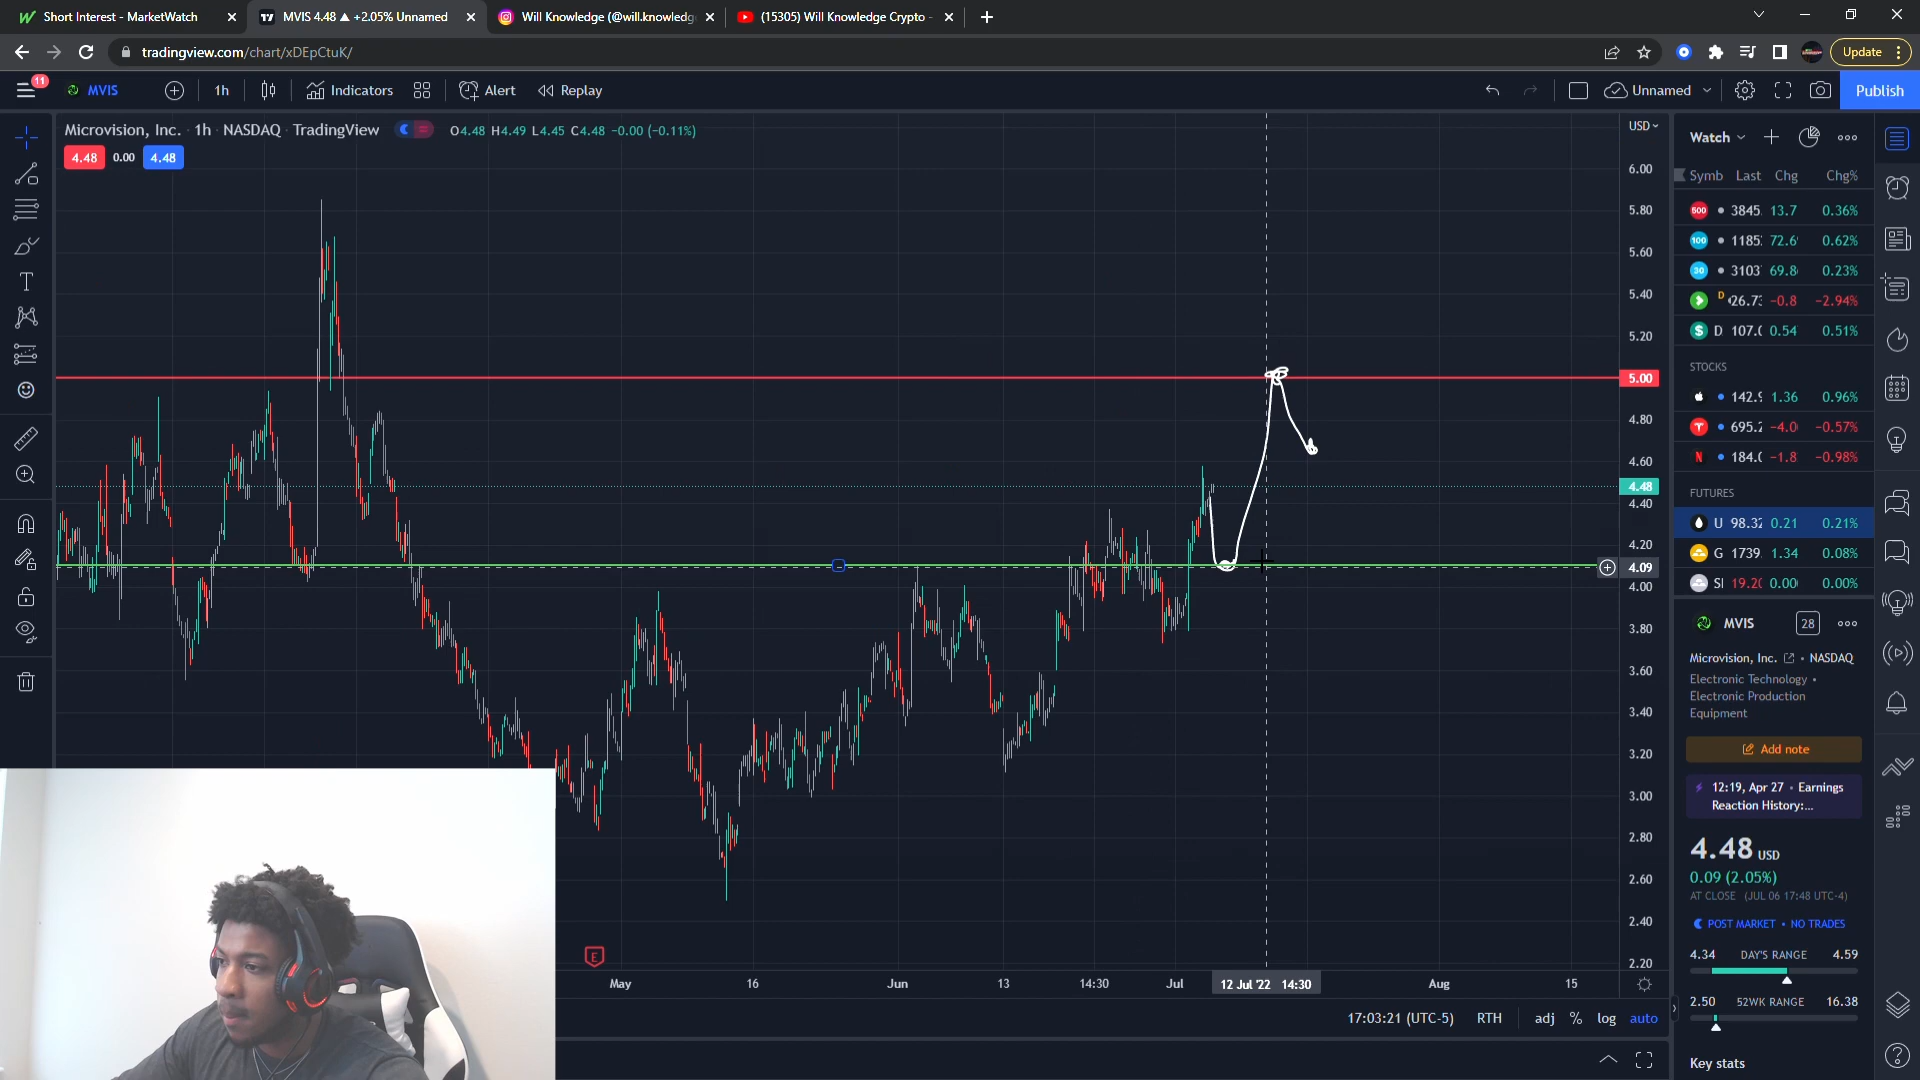 Short Interest - MarketWatch
MVIS 4.48 ▲ +2.05% Unnamed
Will Knowledge (@will.knowledg
(15305) Will Knowledge Crypto -
tradingview.com/chart/xDEpCtuK/
Update
11
MVIS
1h
Indicators
Alert
Replay
Unnamed
Publish
Microvision, Inc. · 1h · NASDAQ · TradingView
O4.48 H4.49 L4.45 C4.48 -0.00 (-0.11%)
4.48 0.00 4.48
USD
6.00
5.80
5.60
5.40
5.20
5.00
4.80
4.60
4.48
4.40
4.20
4.09
4.00
3.80
3.60
3.40
3.20
3.00
2.80
2.60
2.40
2.20
May
16
Jun
13
14:30
Jul
12 Jul '22 14:30
Aug
15
E
17:03:21 (UTC-5)
RTH
adj
%
log
auto
Watch
Symb Last Chg Chg%
500 3845. 13.7 0.36%
100 72.6 0.62%
30 3103 69.8 0.23%
D 26.7 -0.8 -2.94%
$ D 107.0 0.54 0.51%
STOCKS
142.9 1.36 0.96%
695.2 -4.0 -0.57%
N 184.0 -1.8 -0.98%
FUTURES
U 98.32 0.21 0.21%
G 1739. 1.34 0.08%
SI 19.20 0.00 0.00%
MVIS
28
Microvision, Inc. • NASDAQ
Electronic Technology •
Electronic Production
Equipment
Add note
12:19, Apr 27 • Earnings
Reaction History:...
4.48 USD
0.09 (2.05%)
AT CLOSE (JUL 06 17:48 UTC-4)
POST MARKET • NO TRADES
4.34 DAY'S RANGE 4.59
2.50 52WK RANGE 16.38
Key stats